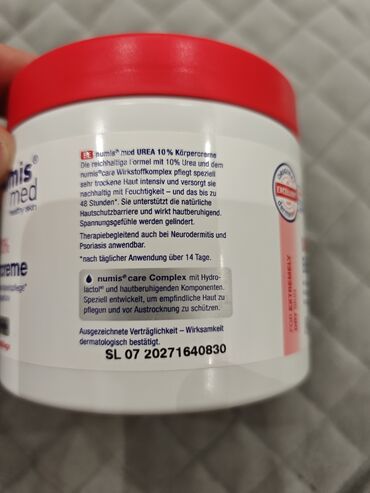 numis® med UREA 10% Körpercreme
Die reichhaltige Formel mit 10% Urea und dem
numis®care Wirkstoffkomplex pflegt speziell
sehr trockene Haut intensiv und versorgt sie
nachhaltig mit Feuchtigkeit – und das bis zu
48 Stunden*. Sie unterstützt die natürliche
Hautschutzbarriere und wirkt hautberuhigend.
Spannungsgefühle werden gelindert.
Therapiebegleitend auch bei Neurodermitis und
Psoriasis anwendbar.
*nach täglicher Anwendung über 14 Tage.
numis® care Complex mit Hydro-
lactol® und hautberuhigenden Komponenten.
Speziell entwickelt, um empfindliche Haut zu
pflegen und vor Austrocknung zu schützen.
Ausgezeichnete Verträglichkeit – Wirksamkeit
dermatologisch bestätigt.
SL 07 20271640830
numis®
med
healthy skin
creme
EXCELLENT
FOR EXTREMELY
DRY SKIN